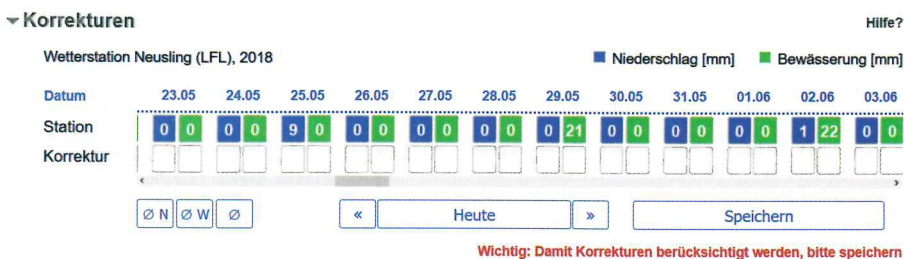 Korrekturen Hilfe?
Wetterstation Neusling (LFL), 2018 Niederschlag [mm] Bewässerung [mm]
Datum 23.05 24.05 25.05 26.05 27.05 28.05 29.05 30.05 31.05 01.06 02.06 03.06
Station 0 0 0 0 9 0 0 0 0 0 0 0 0 21 0 0 0 0 0 0 1 22 0 0
Korrektur
Ø N Ø W Ø « Heute » Speichern
Wichtig: Damit Korrekturen berücksichtigt werden, bitte speichern